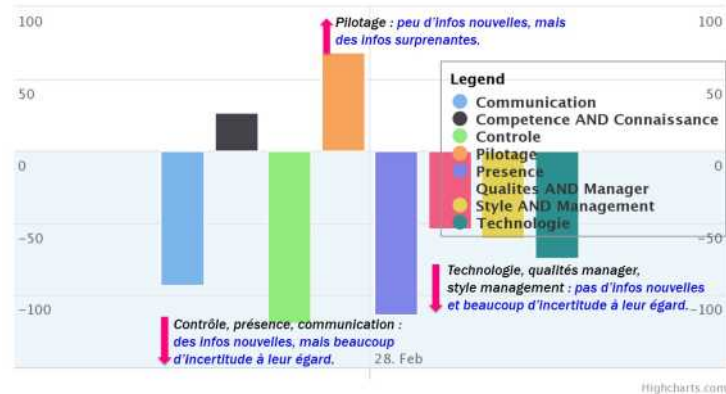 100
50
0
−50
−100
100
50
0
−50
−100
Pilotage : peu d'infos nouvelles, mais
des infos surprenantes.
Legend
Communication
Competence AND Connaissance
Controle
Pilotage
Presence
Qualites AND Manager
Style AND Management
Technologie
Technologie, qualités manager,
style management : pas d'infos nouvelles
et beaucoup d'incertitude à leur égard.
Contrôle, présence, communication :
des infos nouvelles, mais beaucoup
d'incertitude à leur égard.
28. Feb
Highcharts.com